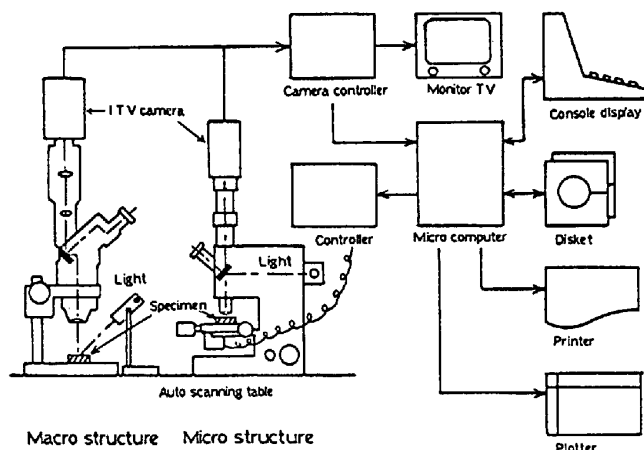 Camera controller
Monitor TV
Console display
ITV camera
Controller
Micro computer
Disket
Light
Light
Specimen
Printer
Auto scanning table
Macro structure
Micro structure
Plotter